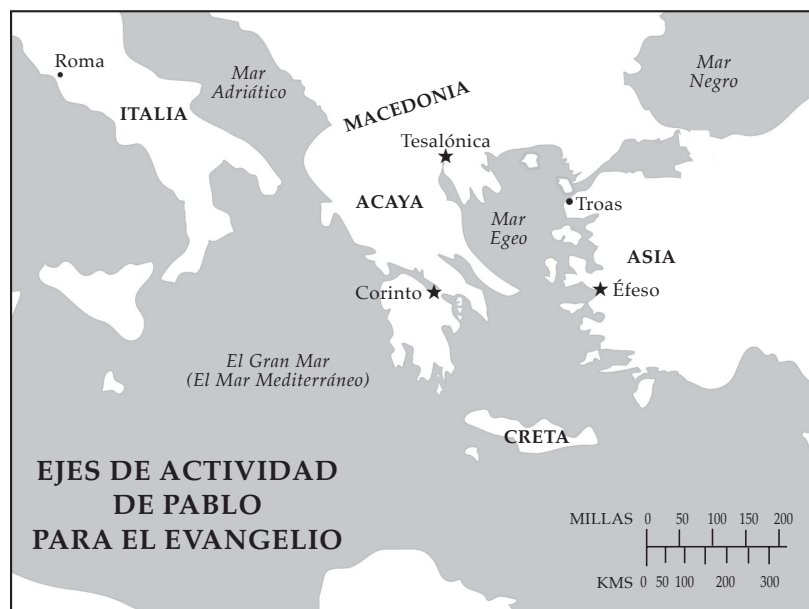 Roma
Mar
Adriático
Mar
Negro
ITALIA
MACEDONIA
Tesalónica
ACAYA
Troas
Mar
Egeo
ASIA
Corinto
Éfeso
El Gran Mar
(El Mar Mediterráneo)
CRETA
EJES DE ACTIVIDAD
DE PABLO
PARA EL EVANGELIO
MILLAS 0 50 100 150 200
KMS 0 50 100 200 300